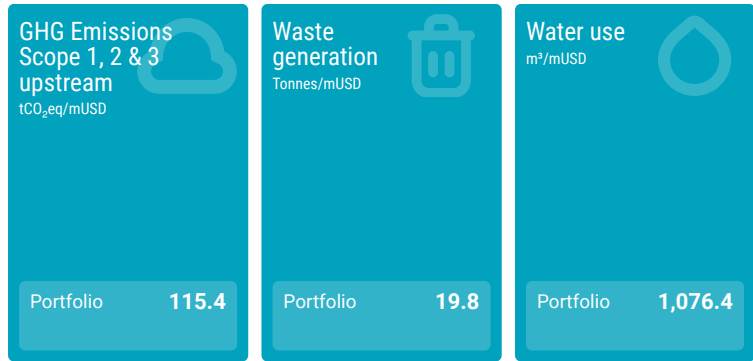 GHG Emissions
Scope 1, 2 & 3
upstream
tCO₂eq/mUSD
Portfolio 115.4
Waste
generation
Tonnes/mUSD
Portfolio 19.8
Water use
m³/mUSD
Portfolio 1,076.4